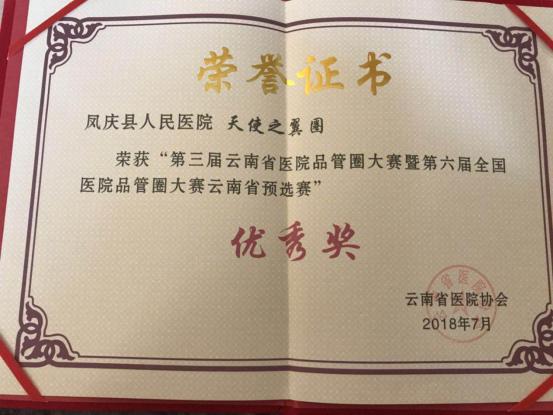 荣誉证书
凤庆县人民医院 天使之翼圈
荣获“第三届云南省医院品管圈大赛暨第六届全国
医院品管圈大赛云南省预选赛”
优秀奖
云南省医院协会
2018年7月